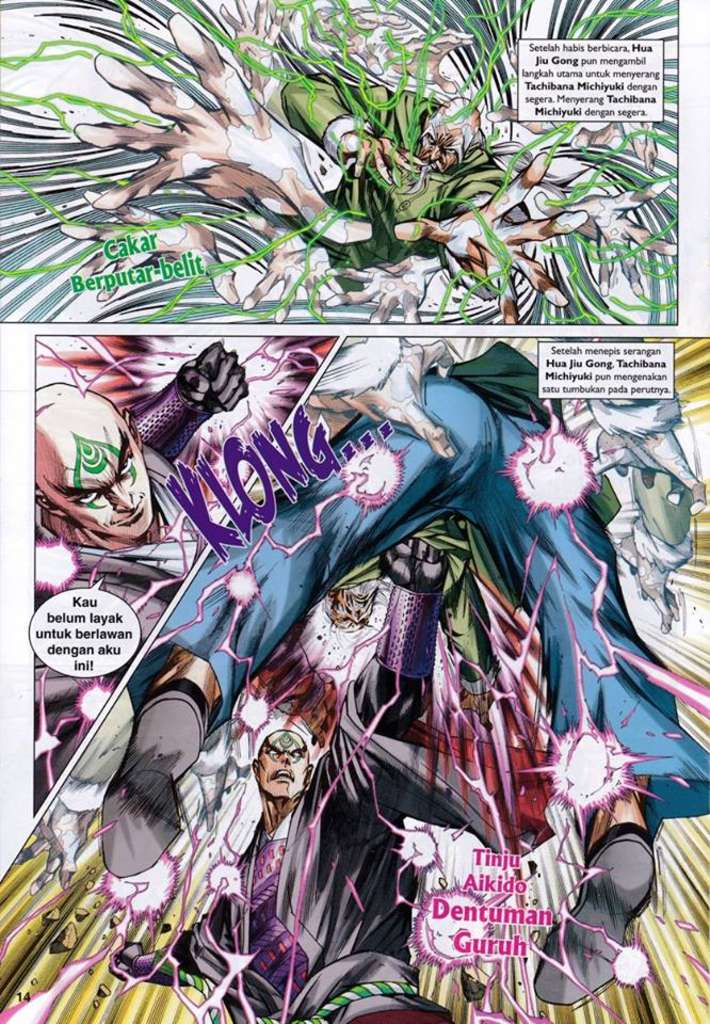 Setelah habis berbicara, Hua
Jiu Gong pun mengambil
langkah utama untuk menyerang
Tachibana Michiyuki dengan
segera. Menyerang Tachibana
Michiyuki dengan segera.
Cakar
Berputar-belit
Setelah menepis serangan
Hua Jiu Gong, Tachibana
Michiyuki pun mengenakan
satu tumbukan pada perutnya.
KLONG...
Kau
belum layak
untuk berlawan
dengan aku
ini!
Tinju
Aikido
Dentuman
Guruh
14